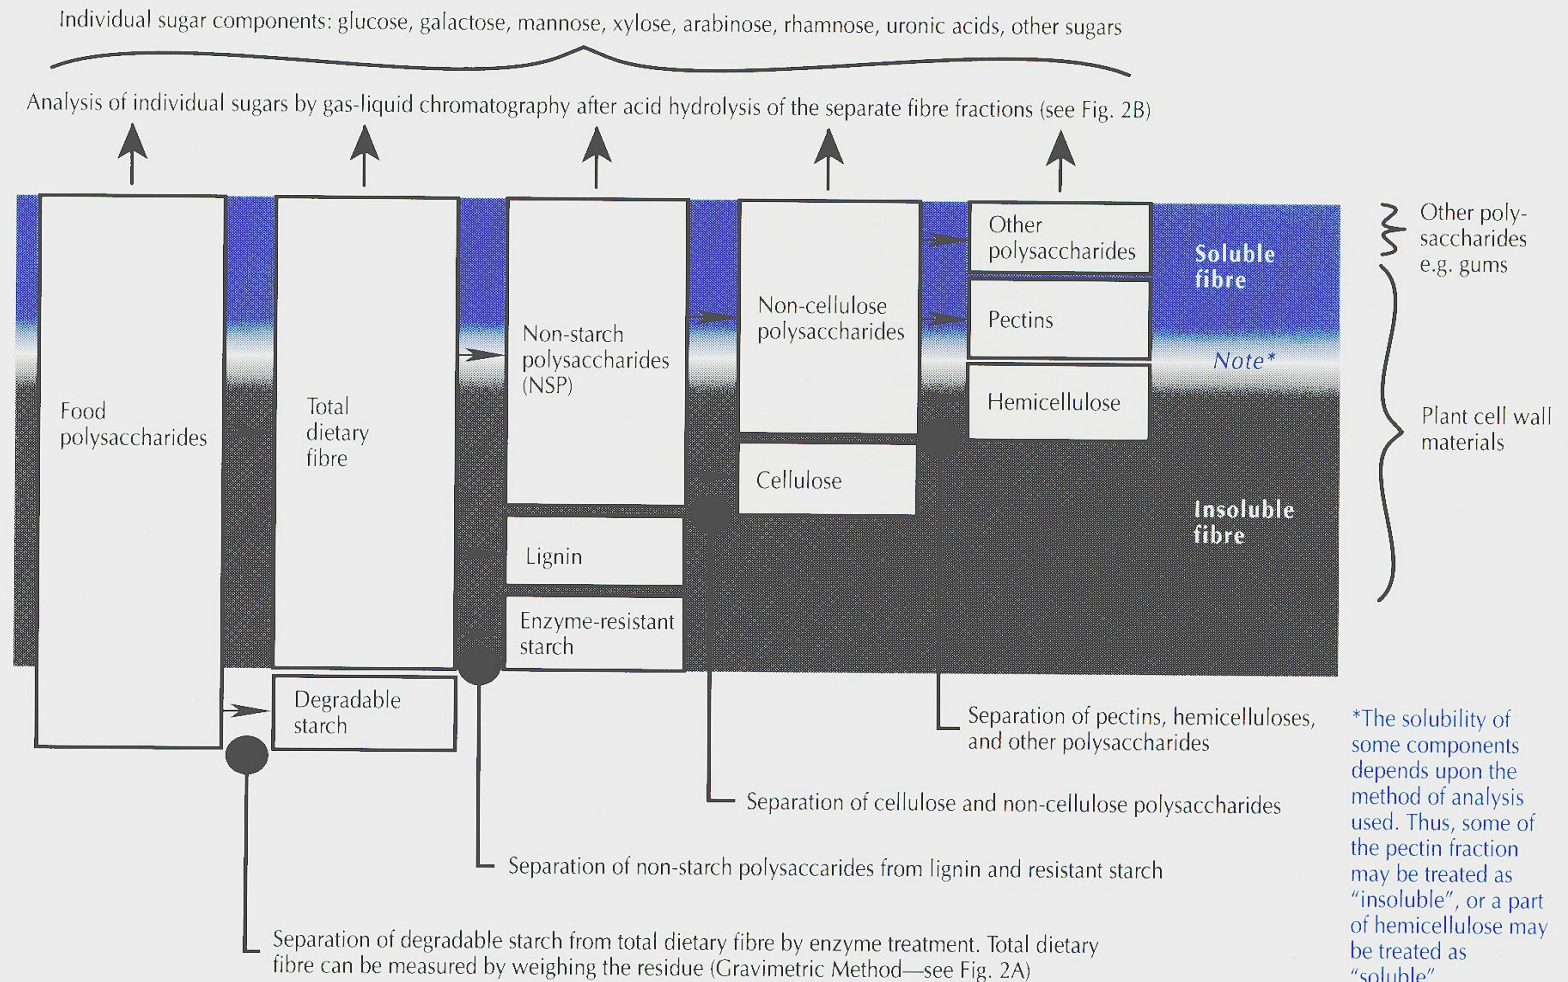 Individual sugar components: glucose, galactose, mannose, xylose, arabinose, rhamnose, uronic acids, other sugars
Analysis of individual sugars by gas-liquid chromatography after acid hydrolysis of the separate fibre fractions (see Fig. 2B)
Food
polysaccharides
Total
dietary
fibre
Degradable
starch
Non-starch
polysaccharides
(NSP)
Lignin
Enzyme-resistant
starch
Non-cellulose
polysaccharides
Cellulose
Other
polysaccharides
Pectins
Hemicellulose
Soluble
fibre
Note*
Insoluble
fibre
Other poly-
saccharides
e.g. gums
Plant cell wall
materials
Separation of pectins, hemicelluloses,
and other polysaccharides
Separation of cellulose and non-cellulose polysaccharides
Separation of non-starch polysaccarides from lignin and resistant starch
Separation of degradable starch from total dietary fibre by enzyme treatment. Total dietary
fibre can be measured by weighing the residue (Gravimetric Method—see Fig. 2A)
*The solubility of
some components
depends upon the
method of analysis
used. Thus, some of
the pectin fraction
may be treated as
“insoluble”, or a part
of hemicellulose may
be treated as
“soluble”